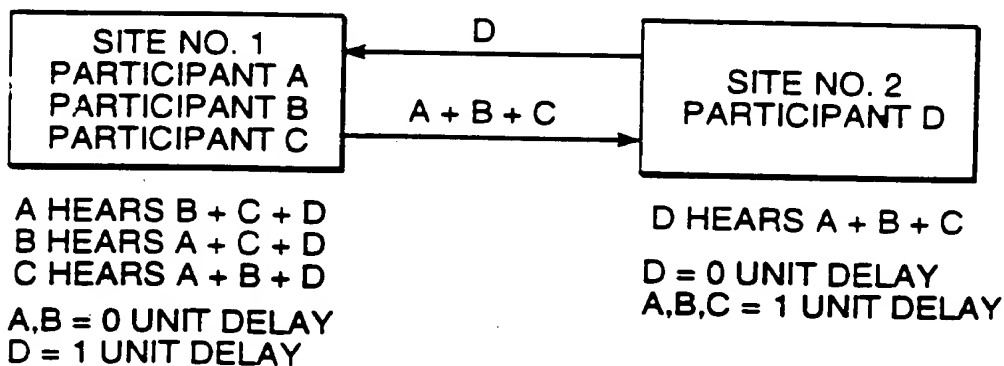 SITE NO. 1
PARTICIPANT A
PARTICIPANT B
PARTICIPANT C
D
A + B + C
SITE NO. 2
PARTICIPANT D
A HEARS B + C + D
B HEARS A + C + D
C HEARS A + B + D
A,B = 0 UNIT DELAY
D = 1 UNIT DELAY
D HEARS A + B + C
D = 0 UNIT DELAY
A,B,C = 1 UNIT DELAY